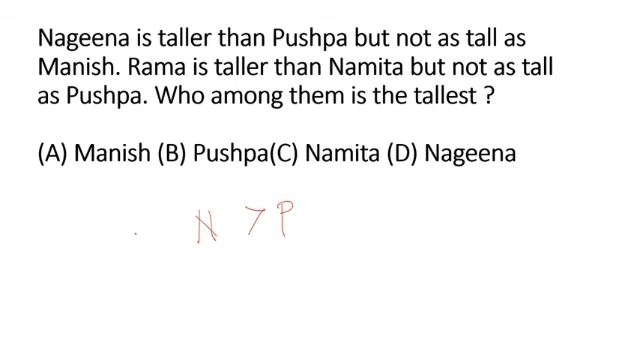 Nageena is taller than Pushpa but not as tall as
Manish. Rama is taller than Namita but not as tall
as Pushpa. Who among them is the tallest ?
(A) Manish (B) Pushpa(C) Namita (D) Nageena
N > P